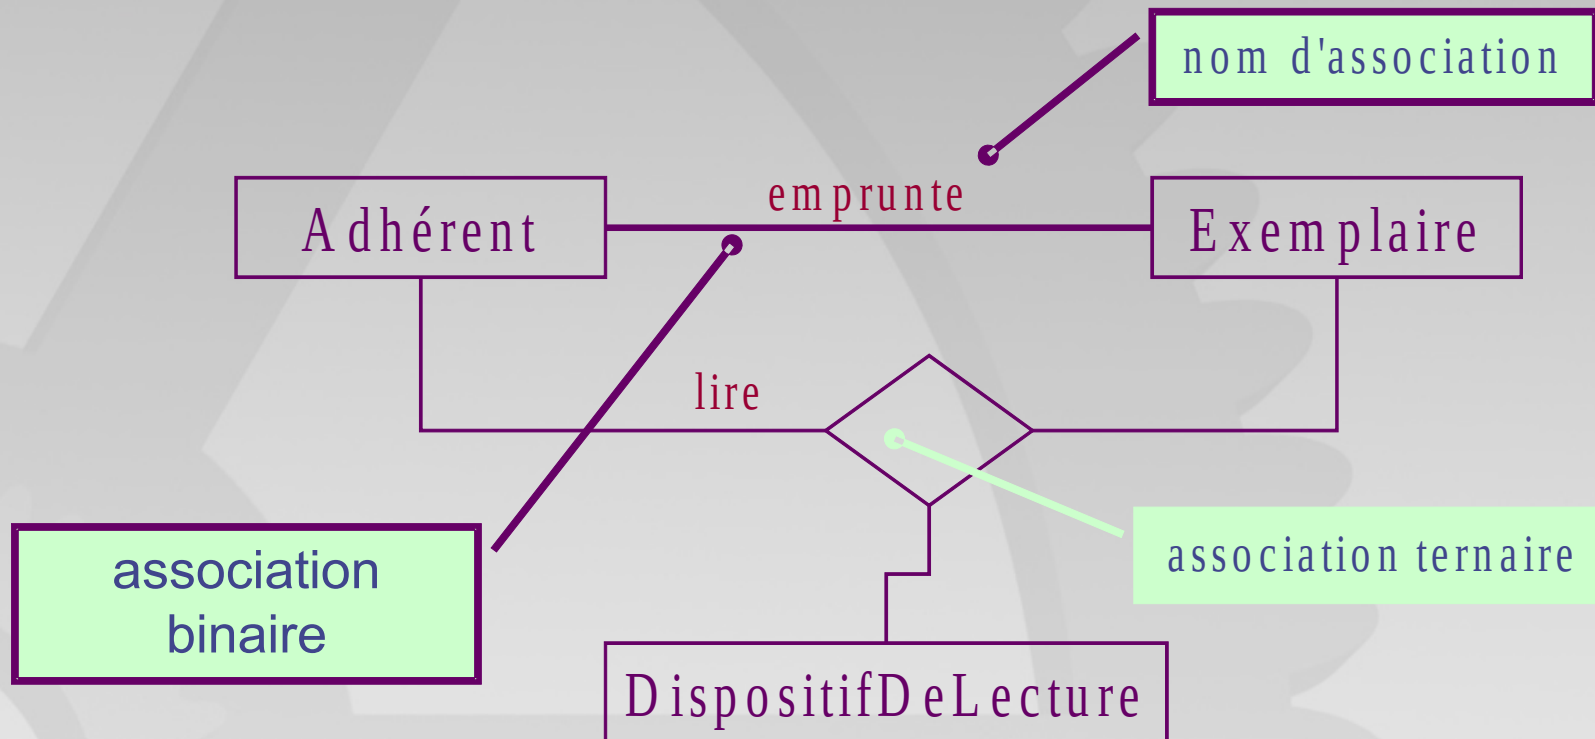 nom d'association
emprunte
Adhérent
Exemplaire
lire
association ternaire
association
binaire
DispositifDeLecture